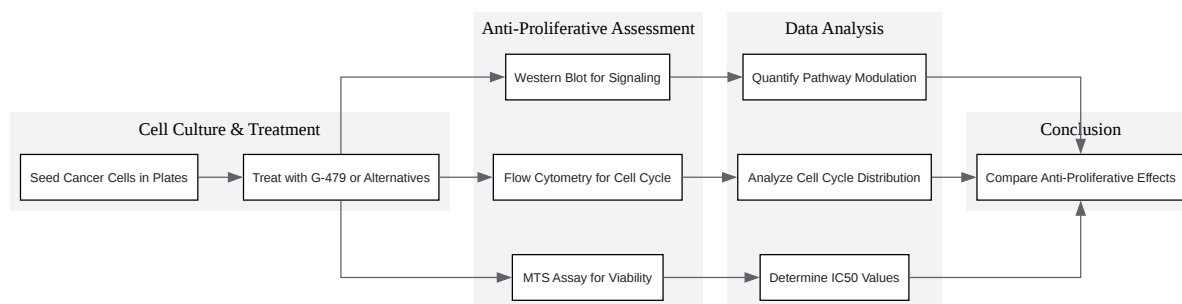 Anti-Proliferative Assessment
Data Analysis
Western Blot for Signaling
Quantify Pathway Modulation
Cell Culture & Treatment
Conclusion
Seed Cancer Cells in Plates
Treat with G-479 or Alternatives
Flow Cytometry for Cell Cycle
Analyze Cell Cycle Distribution
Compare Anti-Proliferative Effects
MTS Assay for Viability
Determine IC50 Values